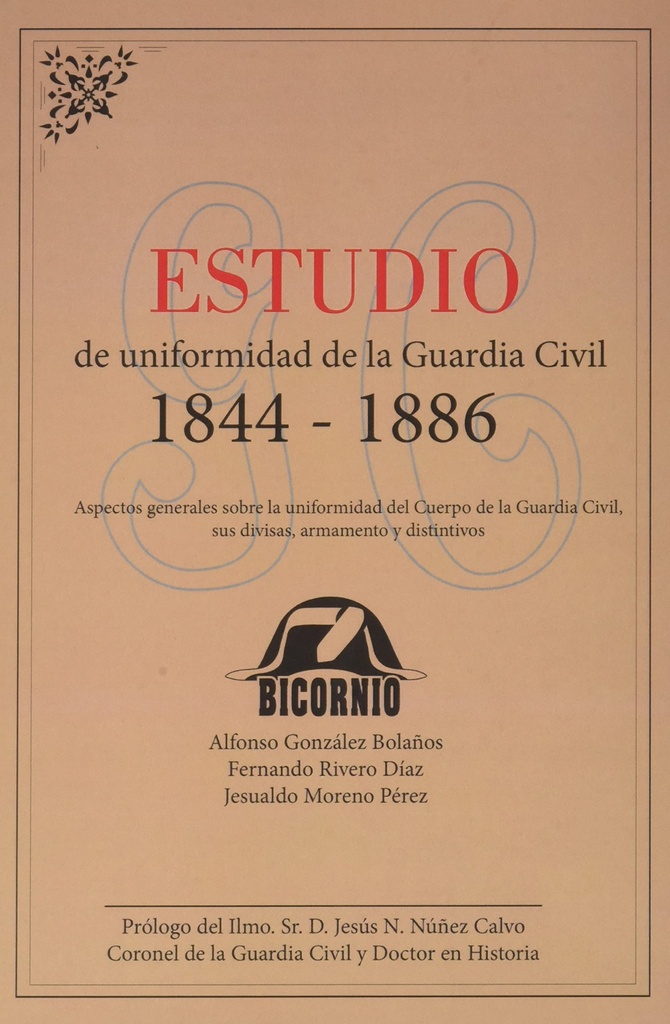 ESTUDIO
de uniformidad de la Guardia Civil
1844 - 1886
Aspectos generales sobre la uniformidad del Cuerpo de la Guardia Civil,
sus divisas, armamento y distintivos
BICORNIO
Alfonso González Bolaños
Fernando Rivero Díaz
Jesualdo Moreno Pérez
Prólogo del Ilmo. Sr. D. Jesús N. Núñez Calvo
Coronel de la Guardia Civil y Doctor en Historia